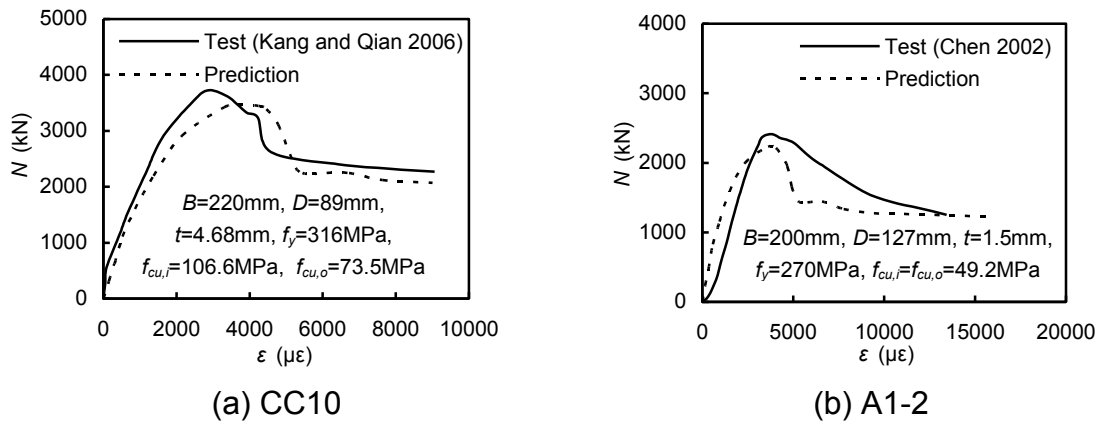 5000
4000
3000
2000
1000
0
N (kN)
Test (Kang and Qian 2006)
Prediction
B=220mm, D=89mm,
t=4.68mm, fy=316MPa,
fcu,i=106.6MPa, fcu,o=73.5MPa
0 2000 4000 6000 8000 10000
ε (με)
(a) CC10
4000
3000
2000
1000
0
N (kN)
Test (Chen 2002)
Prediction
B=200mm, D=127mm, t=1.5mm,
fy=270MPa, fcu,i=fcu,o=49.2MPa
0 5000 10000 15000 20000
ε (με)
(b) A1-2